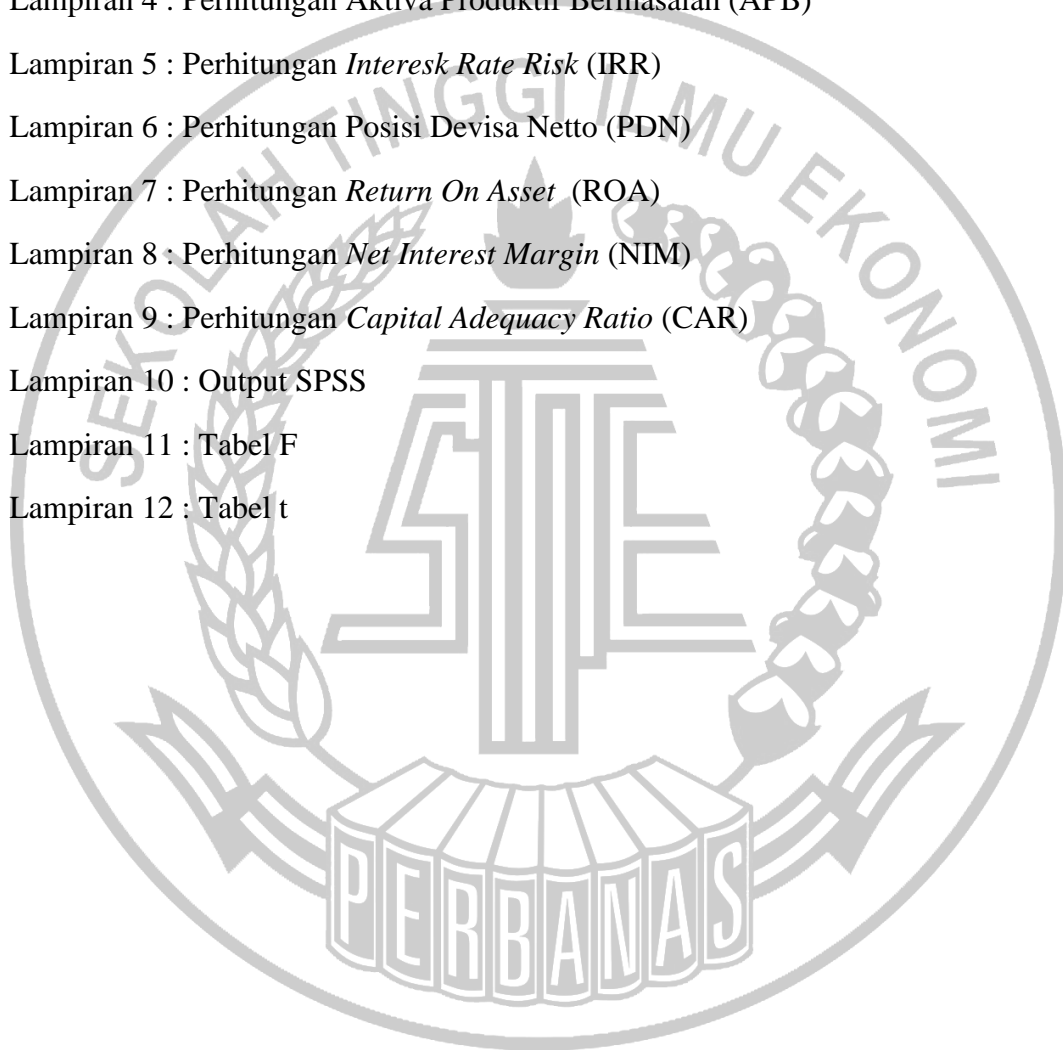 Lampiran 4 : Perhitungan Aktiva Produktif Bermasalah (APB)
Lampiran 5 : Perhitungan Interesk Rate Risk (IRR)
Lampiran 6 : Perhitungan Posisi Devisa Netto (PDN)
Lampiran 7 : Perhitungan Return On Asset (ROA)
Lampiran 8 : Perhitungan Net Interest Margin (NIM)
Lampiran 9 : Perhitungan Capital Adequacy Ratio (CAR)
Lampiran 10 : Output SPSS
Lampiran 11 : Tabel F
Lampiran 12 : Tabel t
SEKOLAH TINGGI ILMU EKONOMI
STIE
PERBANAS